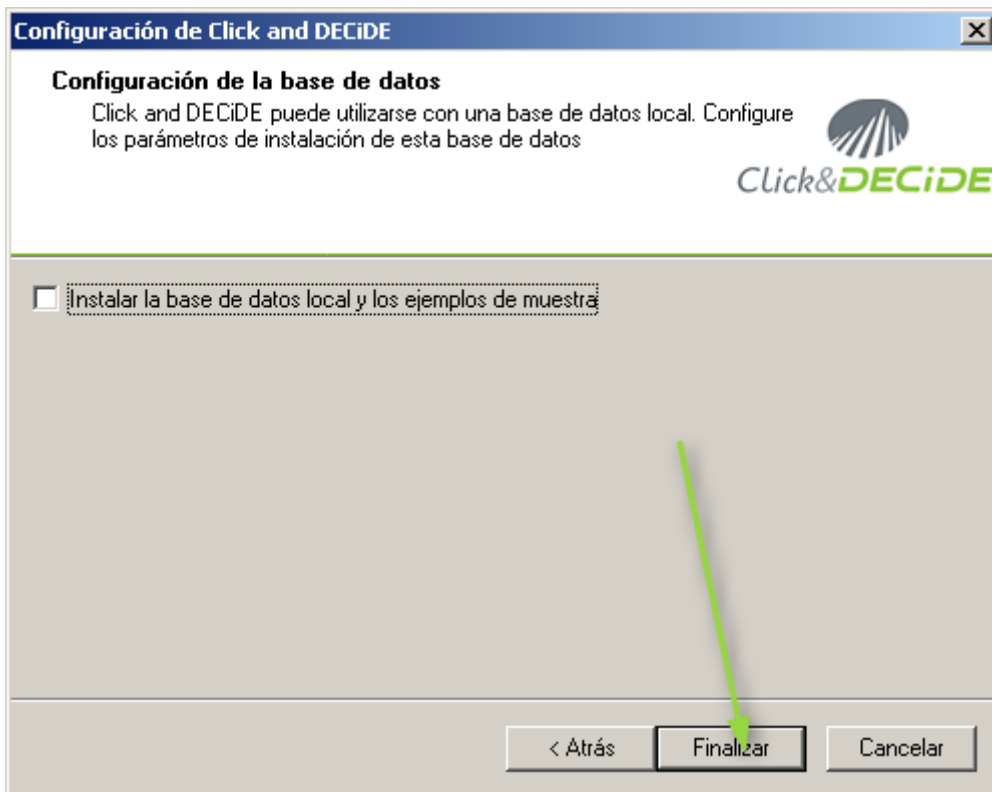 Configuración de Click and DECiDE
Configuración de la base de datos
Click and DECiDE puede utilizarse con una base de datos local. Configure
los parámetros de instalación de esta base de datos
Click&DECiDE
Instalar la base de datos local y los ejemplos de muestra
< Atrás
Finalizar
Cancelar